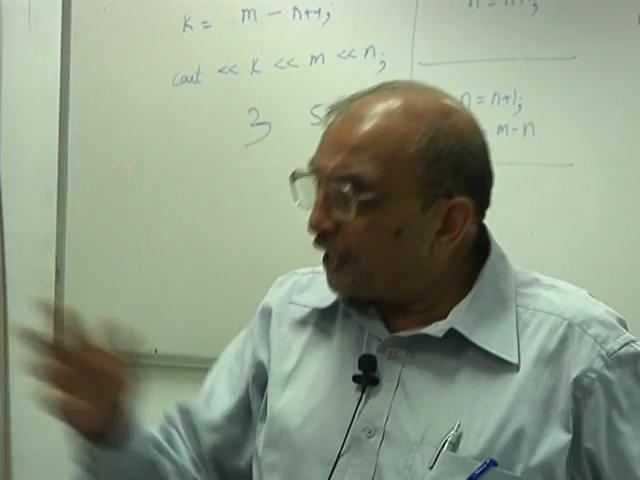 k = m - n++;
cout << k << m << n;
3 5
n = n+1;
n = n+1;
m-n